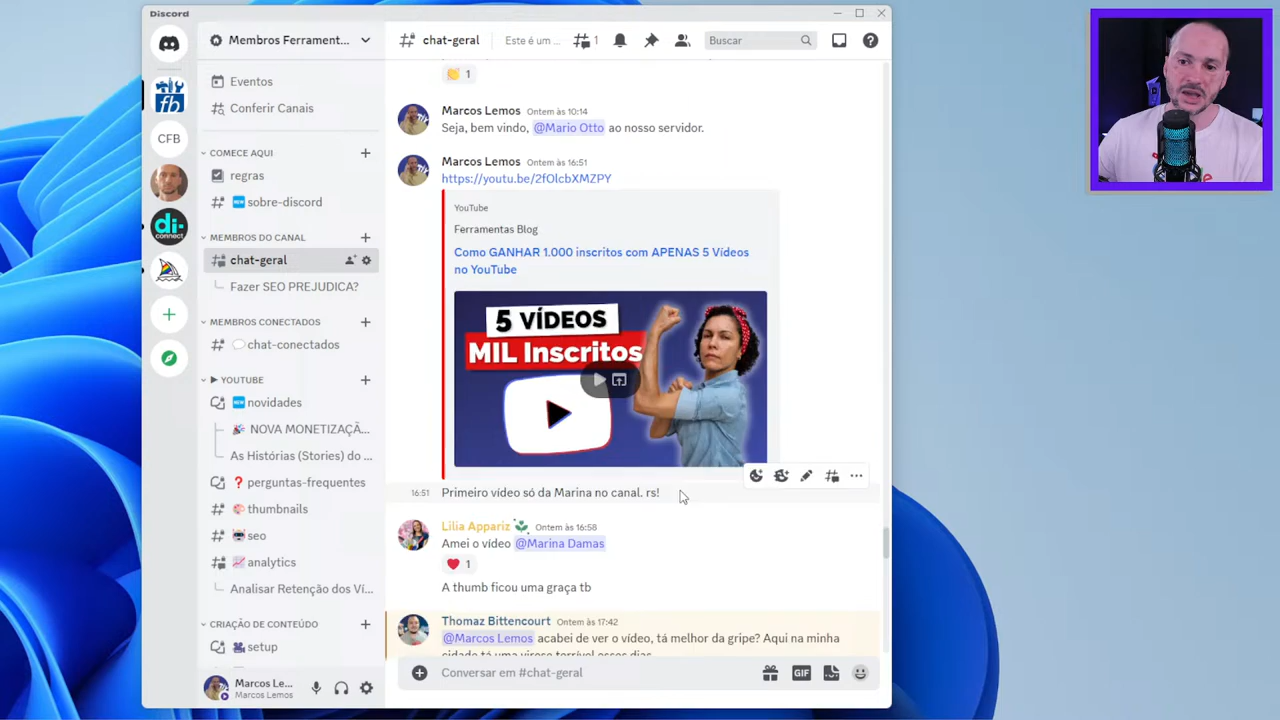 Discord
Membros Ferrament...
chat-geral
Este é um ...
1
Buscar
Eventos
Conferir Canais
COMECE AQUI
regras
sobre-discord
MEMBROS DO CANAL
chat-geral
Fazer SEO PREJUDICA?
MEMBROS CONECTADOS
chat-conectados
YOUTUBE
novidades
NOVA MONETIZAÇÃ...
As Histórias (Stories) do ...
perguntas-frequentes
thumbnails
seo
analytics
Analisar Retenção dos Ví...
CRIAÇÃO DE CONTEÚDO
setup
Marcos Le...
Marcos Lemos
fb
CFB
di-
connect
1
Marcos Lemos Ontem às 10:14
Seja, bem vindo, @Mario Otto ao nosso servidor.
Marcos Lemos Ontem às 16:51
https://youtu.be/2fOlcbXMZPY
YouTube
Ferramentas Blog
Como GANHAR 1.000 inscritos com APENAS 5 Vídeos
no YouTube
5 VÍDEOS
MIL Inscritos
16:51 Primeiro vídeo só da Marina no canal. rs!
Lilia Appariz Ontem às 16:58
Amei o vídeo @Marina Damas
1
A thumb ficou uma graça tb
Thomaz Bittencourt Ontem às 17:42
@Marcos Lemos acabei de ver o vídeo, tá melhor da gripe? Aqui na minha
cidade tá uma virose terrível esses dias
Conversar em #chat-geral
GIF